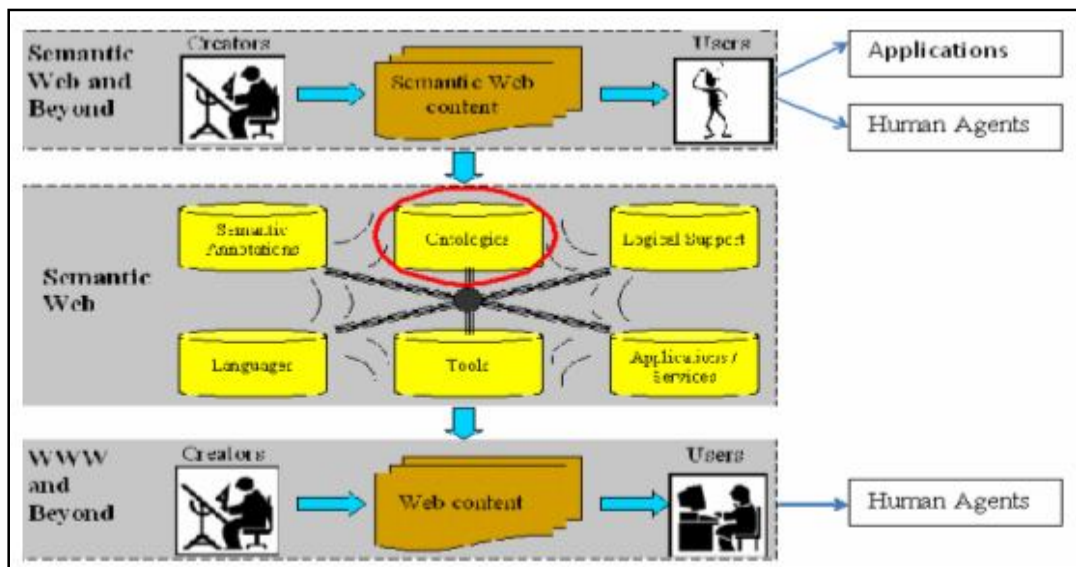 Semantic
Web and
Beyond
Creators
Semantic Web
content
Users
Applications
Human Agents
Semantic
Web
Semantic
Annotations
Ontologies
Logical Support
Languages
Tools
Applications /
Services
WWW
and
Beyond
Creators
Web content
Users
Human Agents